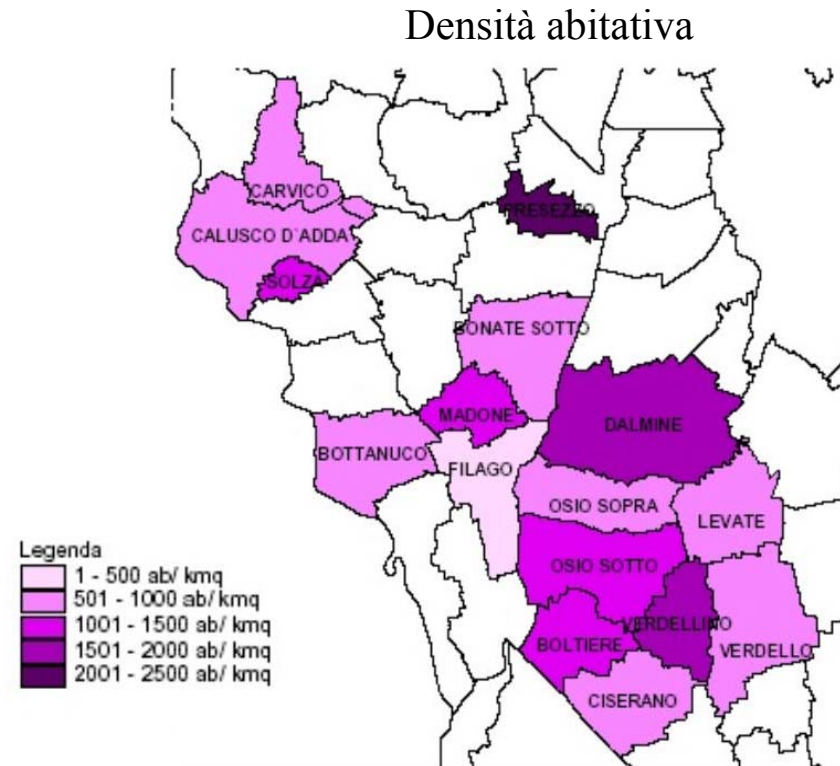 Densità abitativa
CARVICO
PRESEZZO
CALUSCO D'ADDA
SOLZA
BONATE SOTTO
MADONE
DALMINE
BOTTANUCO
FILAGO
OSIO SOPRA
LEVATE
OSIO SOTTO
VERDELLINO
BOLTIERE
VERDELLO
CISERANO
Legenda
1 - 500 ab/ kmq
501 - 1000 ab/ kmq
1001 - 1500 ab/ kmq
1501 - 2000 ab/ kmq
2001 - 2500 ab/ kmq